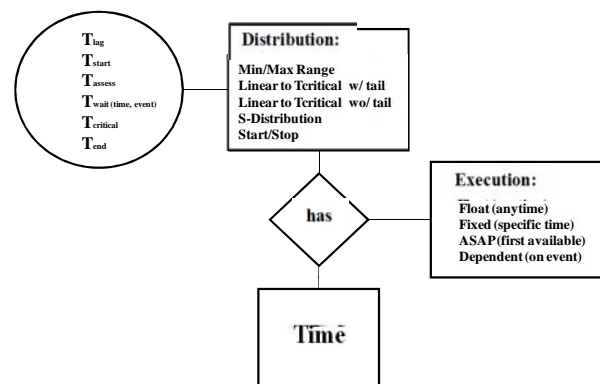 Tlag
Tstart
Tassess
Twait (time, event)
Tcritical
Tend
Distribution:
Min/Max Range
Linear to Tcritical w/ tail
Linear to Tcritical wo/ tail
S-Distribution
Start/Stop
has
Execution:
Float (anytime)
Fixed (specific time)
ASAP (first available)
Dependent (on event)
Time